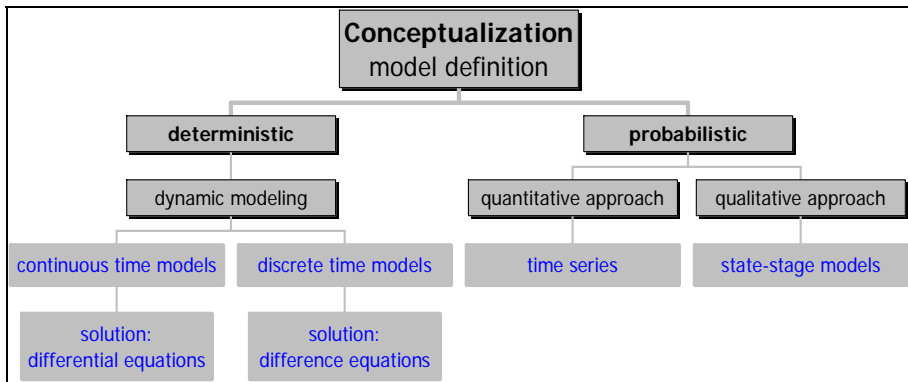 Conceptualization
model definition
deterministic
probabilistic
dynamic modeling
quantitative approach
qualitative approach
continuous time models
discrete time models
time series
state-stage models
solution:
differential equations
solution:
difference equations